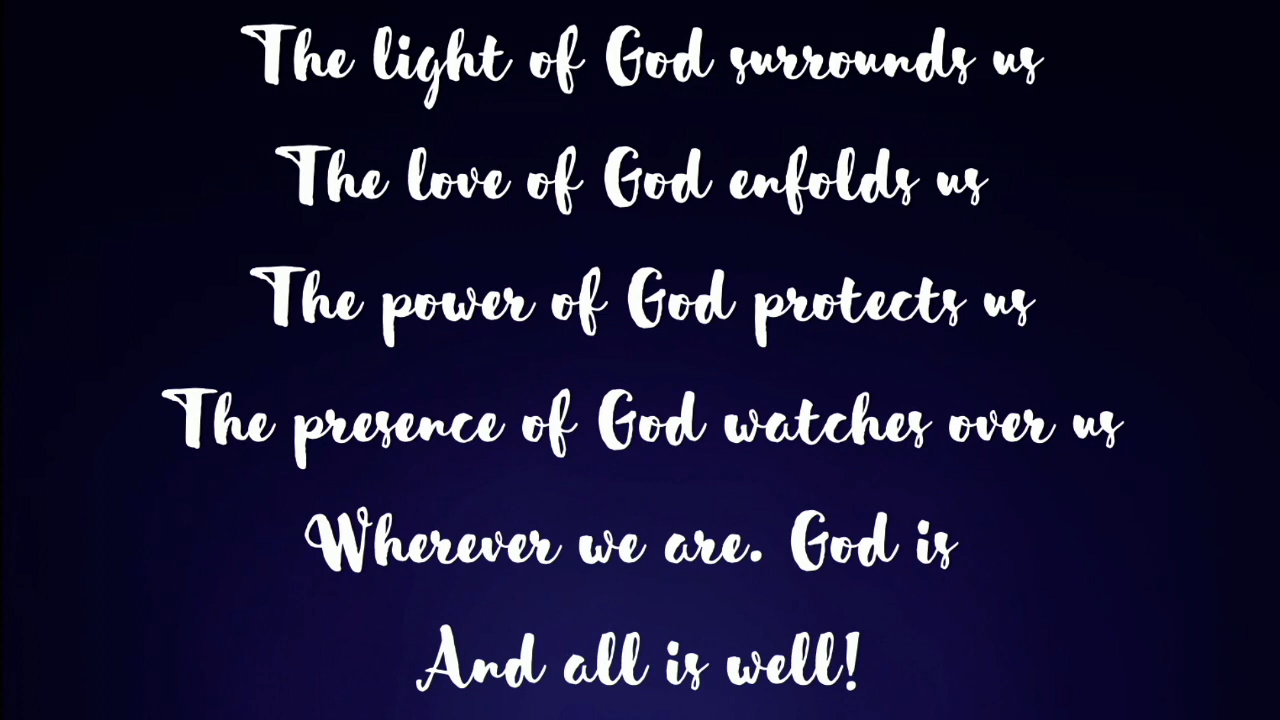 The light of God surrounds us
The love of God enfolds us
The power of God protects us
The presence of God watches over us
Wherever we are. God is
And all is well!